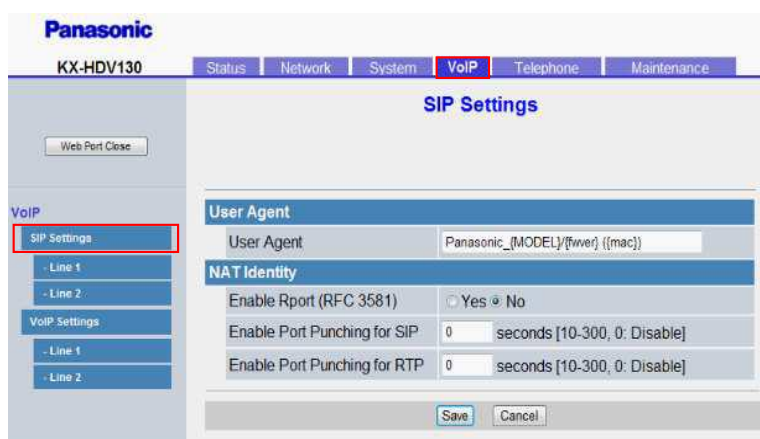 Panasonic
KX-HDV130
Status Network System VoIP Telephone Maintenance
SIP Settings
Web Port Close
VoIP
SIP Settings
- Line 1
- Line 2
VoIP Settings
- Line 1
- Line 2
User Agent
User Agent Panasonic_{MODEL}/{fwver} ({mac})
NAT Identity
Enable Rport (RFC 3581) Yes No
Enable Port Punching for SIP 0 seconds [10-300, 0: Disable]
Enable Port Punching for RTP 0 seconds [10-300, 0: Disable]
Save Cancel